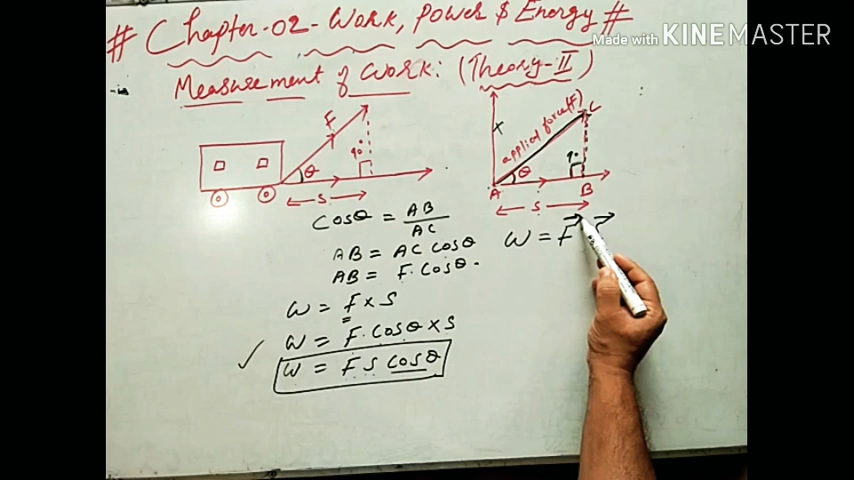 # Chapter-02-Work, Power & Energy #
Made with KINEMASTER
Measurement of Work: (Theory-II)
F
θ
90°
S
X
applied force(F)
C
θ
90°
A
B
S
Cosθ = AB / AC
AB = AC cosθ
AB = F·Cosθ.
W = F × S
W = F·Cosθ × S
✓ W = F S Cosθ
W = F